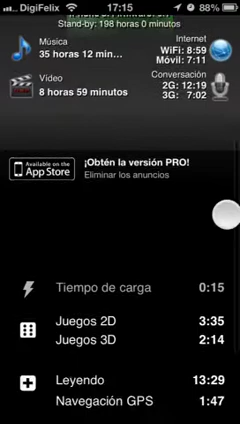 DigiFelix 17:15 88 %
Stand-by: 198 horas 0 minutos
Música
35 horas 12 min...
Internet
WiFi: 8:59
Móvil: 7:11
Vídeo
8 horas 59 minutos
Conversación
2G: 12:19
3G: 7:02
Available on the
App Store
¡Obtén la versión PRO!
Eliminar los anuncios
Tiempo de carga 0:15
Juegos 2D 3:35
Juegos 3D 2:14
Leyendo 13:29
Navegación GPS 1:47